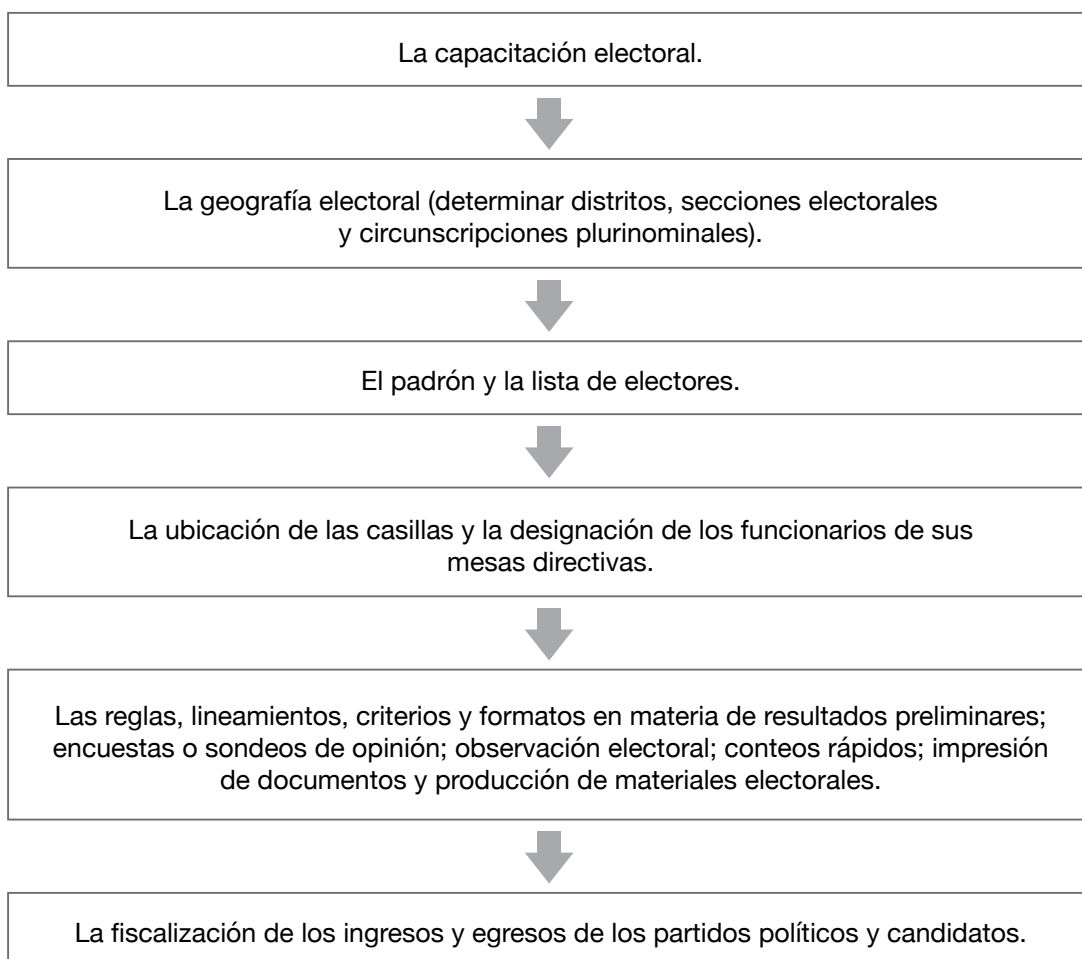 La capacitación electoral.
La geografía electoral (determinar distritos, secciones electorales
y circunscripciones plurinominales).
El padrón y la lista de electores.
La ubicación de las casillas y la designación de los funcionarios de sus
mesas directivas.
Las reglas, lineamientos, criterios y formatos en materia de resultados preliminares;
encuestas o sondeos de opinión; observación electoral; conteos rápidos; impresión
de documentos y producción de materiales electorales.
La fiscalización de los ingresos y egresos de los partidos políticos y candidatos.